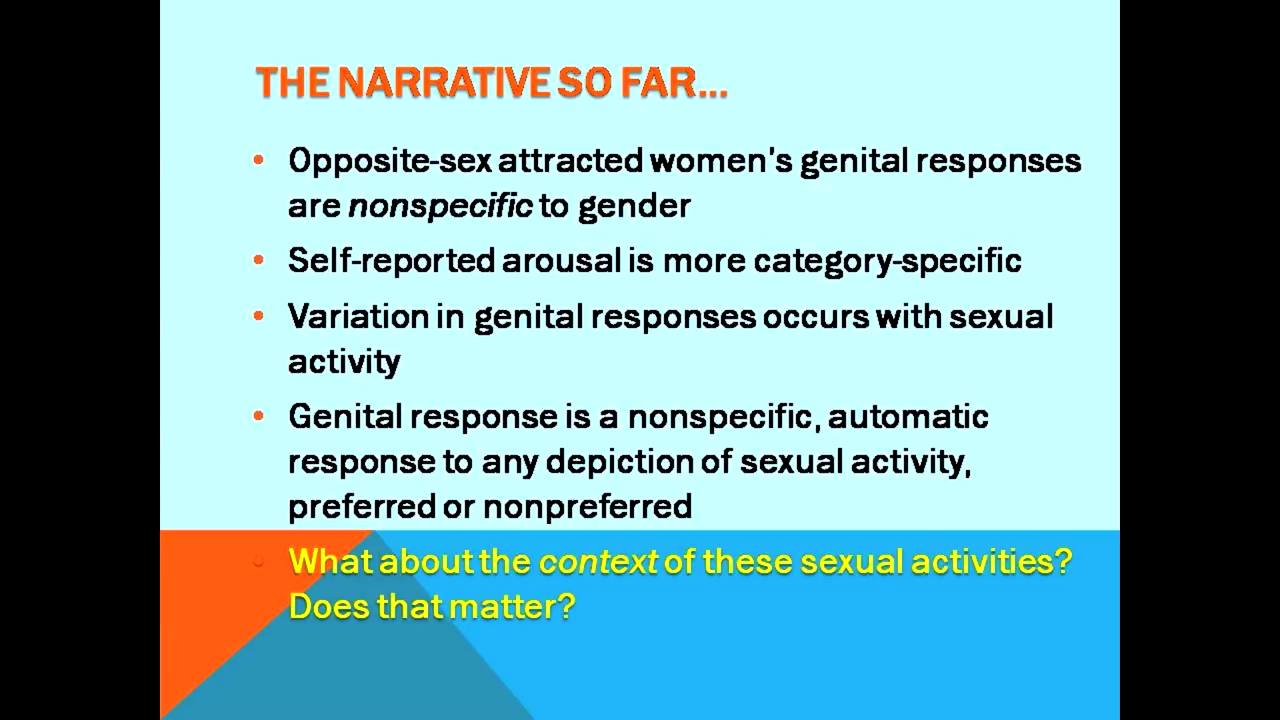 THE NARRATIVE SO FAR...
• Opposite-sex attracted women's genital responses
are nonspecific to gender
• Self-reported arousal is more category-specific
• Variation in genital responses occurs with sexual
activity
• Genital response is a nonspecific, automatic
response to any depiction of sexual activity,
preferred or nonpreferred
• What about the context of these sexual activities?
Does that matter?